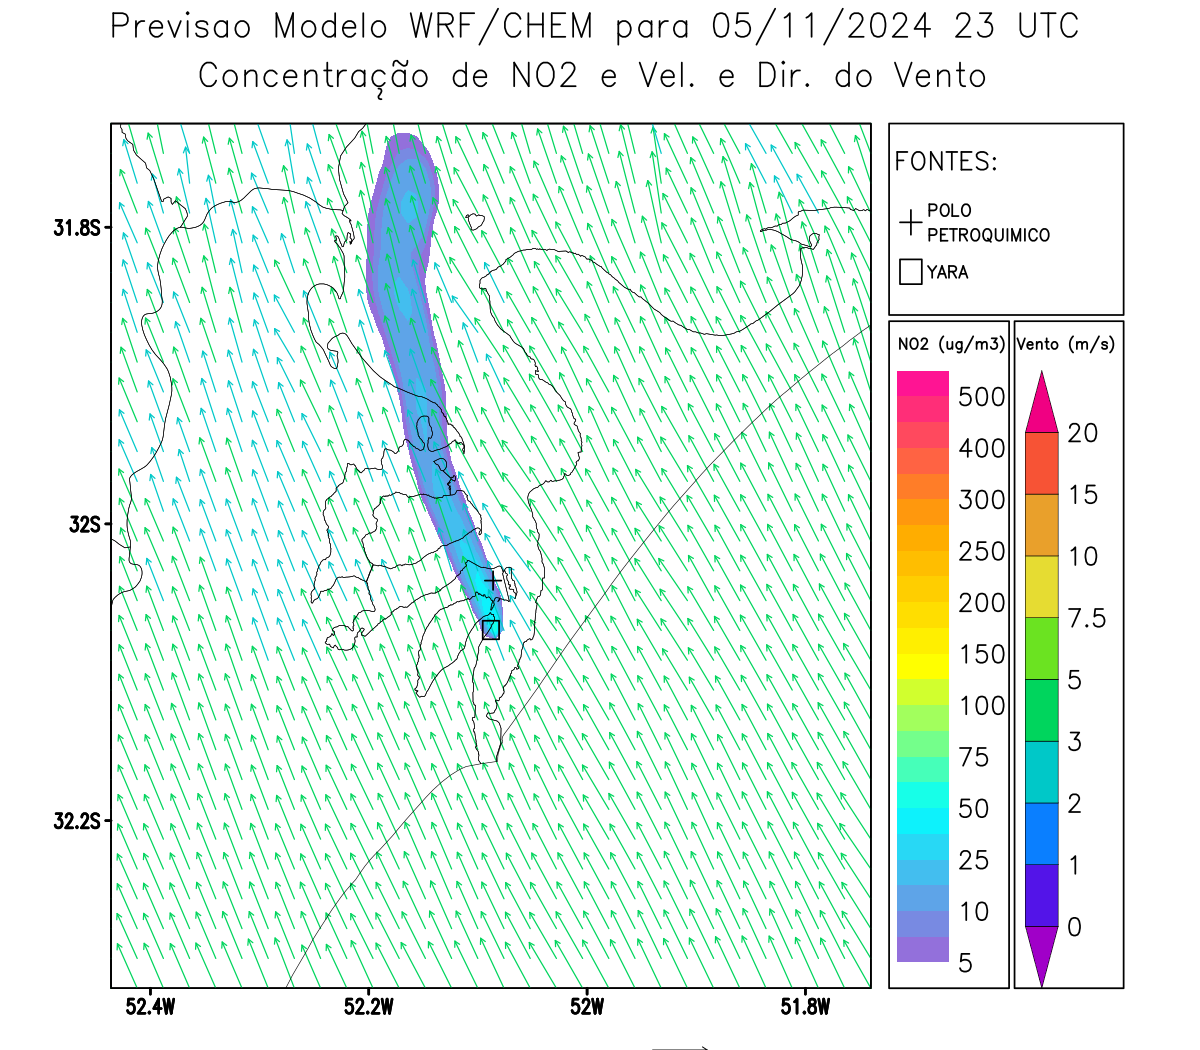 Previsao Modelo WRF/CHEM para 05/11/2024 23 UTC
Concentração de NO2 e Vel. e Dir. do Vento
FONTES:
POLO
PETROQUIMICO
YARA
NO2 (ug/m3)
500
400
300
250
200
150
100
75
50
25
10
5
Vento (m/s)
20
15
10
7.5
5
3
2
1
0
31.8S
32S
32.2S
52.4W
52.2W
52W
51.8W